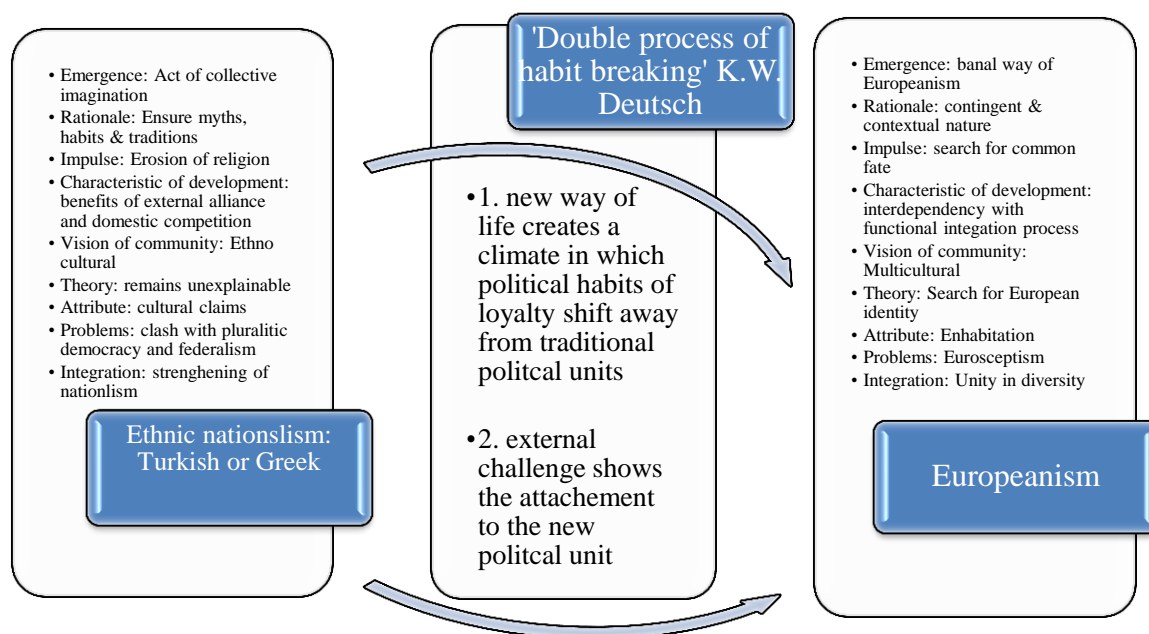 • Emergence: Act of collective
imagination
• Rationale: Ensure myths,
habits & traditions
• Impulse: Erosion of religion
• Characteristic of development:
benefits of external alliance
and domestic competition
• Vision of community: Ethno
cultural
• Theory: remains unexplainable
• Attribute: cultural claims
• Problems: clash with pluralitic
democracy and federalism
• Integration: strenghening of
nationlism
Ethnic nationslism:
Turkish or Greek
'Double process of
habit breaking' K.W.
Deutsch
•1. new way of
life creates a
climate in which
political habits of
loyalty shift away
from traditional
politcal units
•2. external
challenge shows
the attachement
to the new
politcal unit
• Emergence: banal way of
Europeanism
• Rationale: contingent &
contextual nature
• Impulse: search for common
fate
• Characteristic of development:
interdependency with
functional integation process
• Vision of community:
Multicultural
• Theory: Search for European
identity
• Attribute: Enhabitation
• Problems: Eurosceptism
• Integration: Unity in diversity
Europeanism